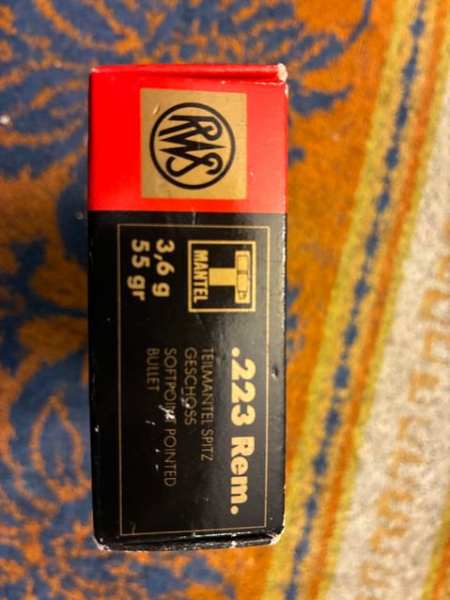 RWS
T
MANTEL
3,6 g
55 gr
.223 Rem.
TEILMANTEL SPITZ
GESCHOSS
SOFTPOINT POINTED
BULLET